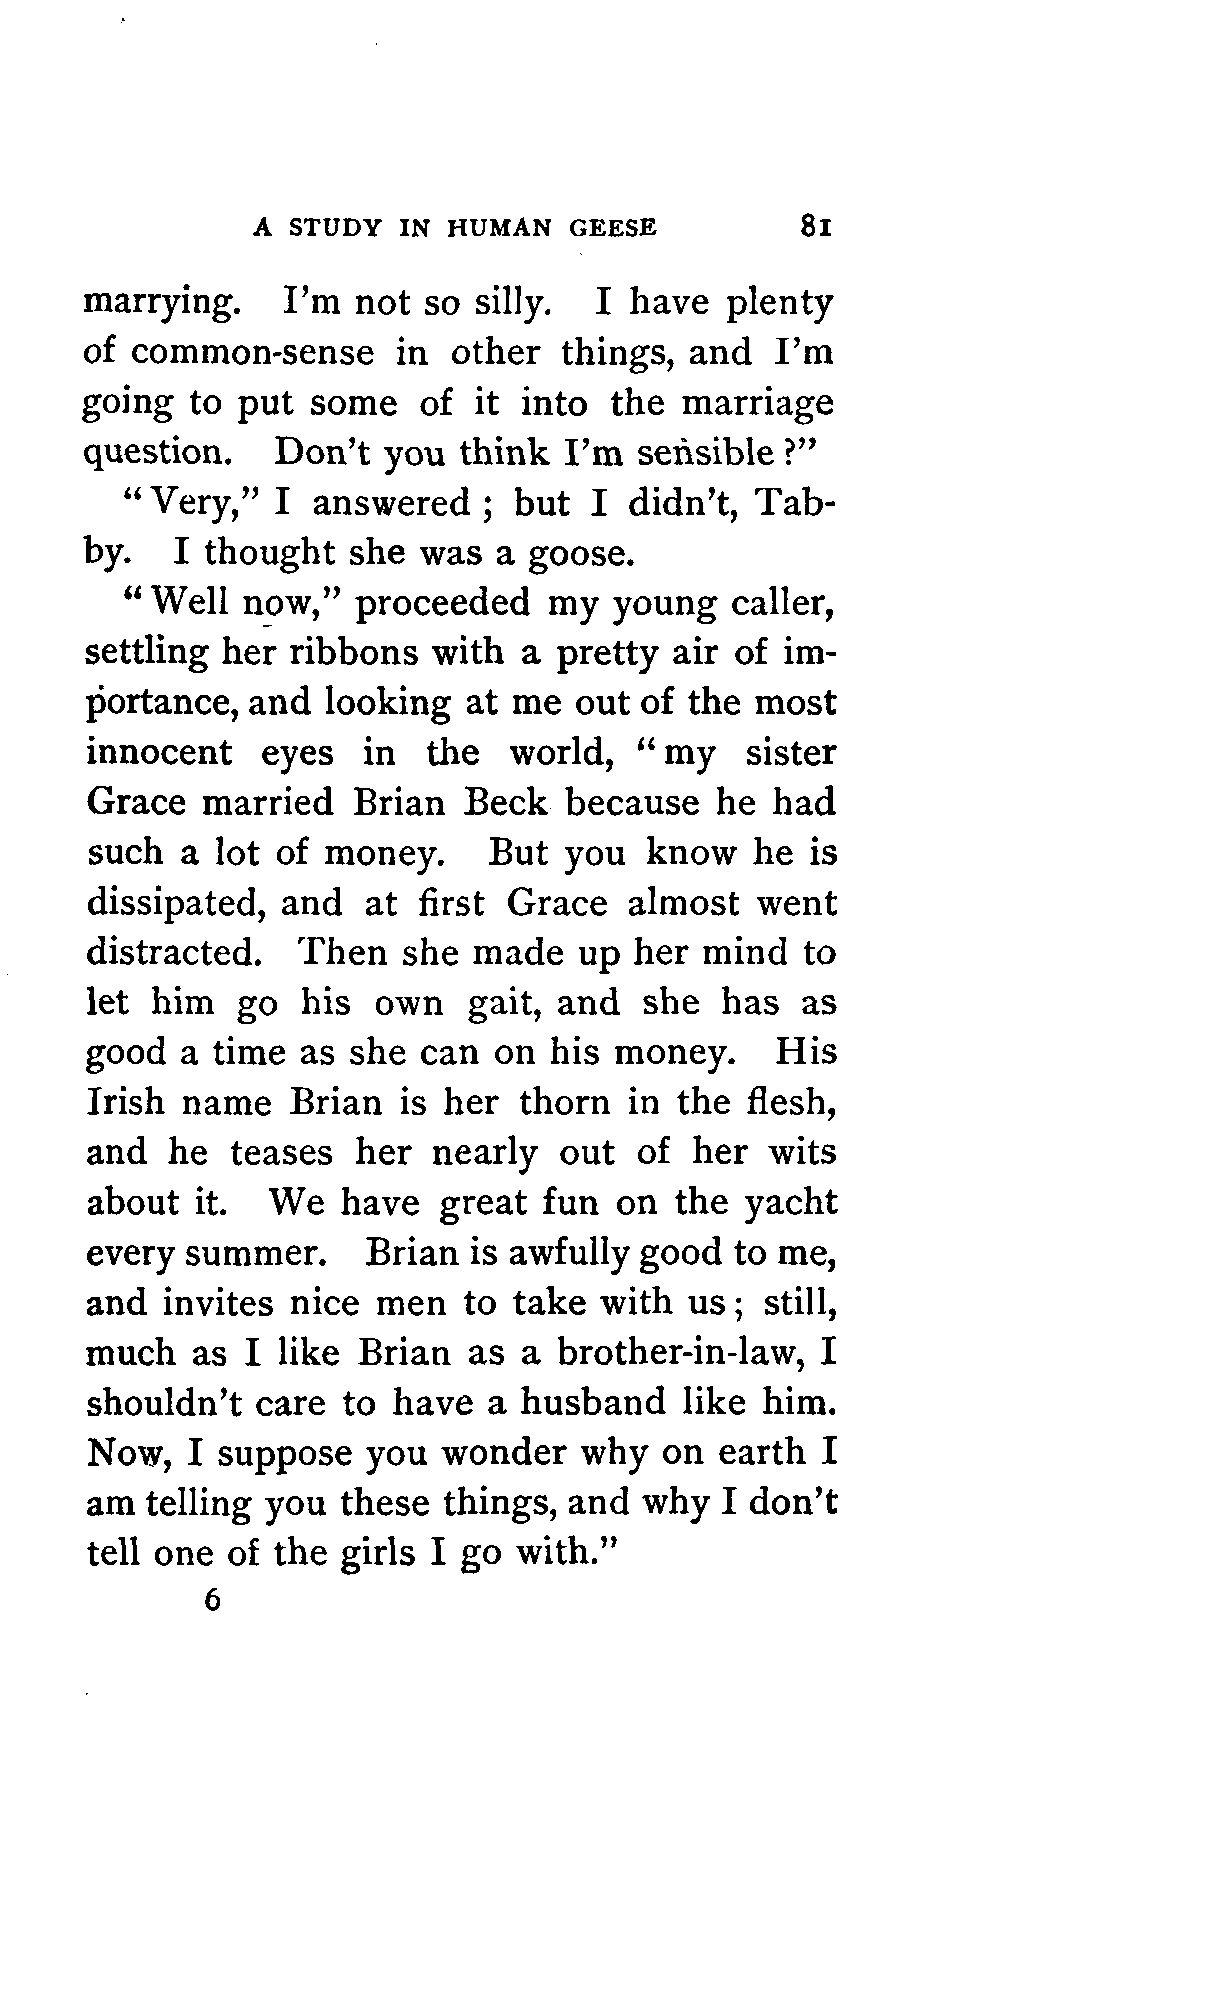 A STUDY IN HUMAN GEESE 81
marrying. I'm not so silly. I have plenty
of common-sense in other things, and I'm
going to put some of it into the marriage
question. Don't you think I'm sensible ?"
"Very," I answered ; but I didn't, Tab-
by. I thought she was a goose.
"Well now," proceeded my young caller,
settling her ribbons with a pretty air of im-
portance, and looking at me out of the most
innocent eyes in the world, "my sister
Grace married Brian Beck because he had
such a lot of money. But you know he is
dissipated, and at first Grace almost went
distracted. Then she made up her mind to
let him go his own gait, and she has as
good a time as she can on his money. His
Irish name Brian is her thorn in the flesh,
and he teases her nearly out of her wits
about it. We have great fun on the yacht
every summer. Brian is awfully good to me,
and invites nice men to take with us ; still,
much as I like Brian as a brother-in-law, I
shouldn't care to have a husband like him.
Now, I suppose you wonder why on earth I
am telling you these things, and why I don't
tell one of the girls I go with."
6